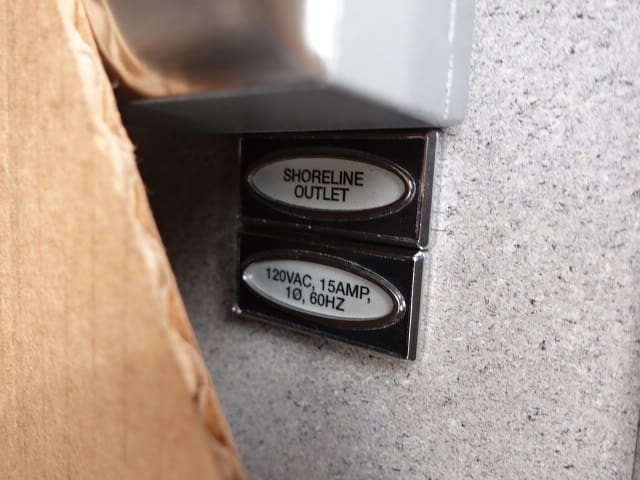 SHORELINE
OUTLET
120VAC, 15AMP,
1Ø, 60HZ